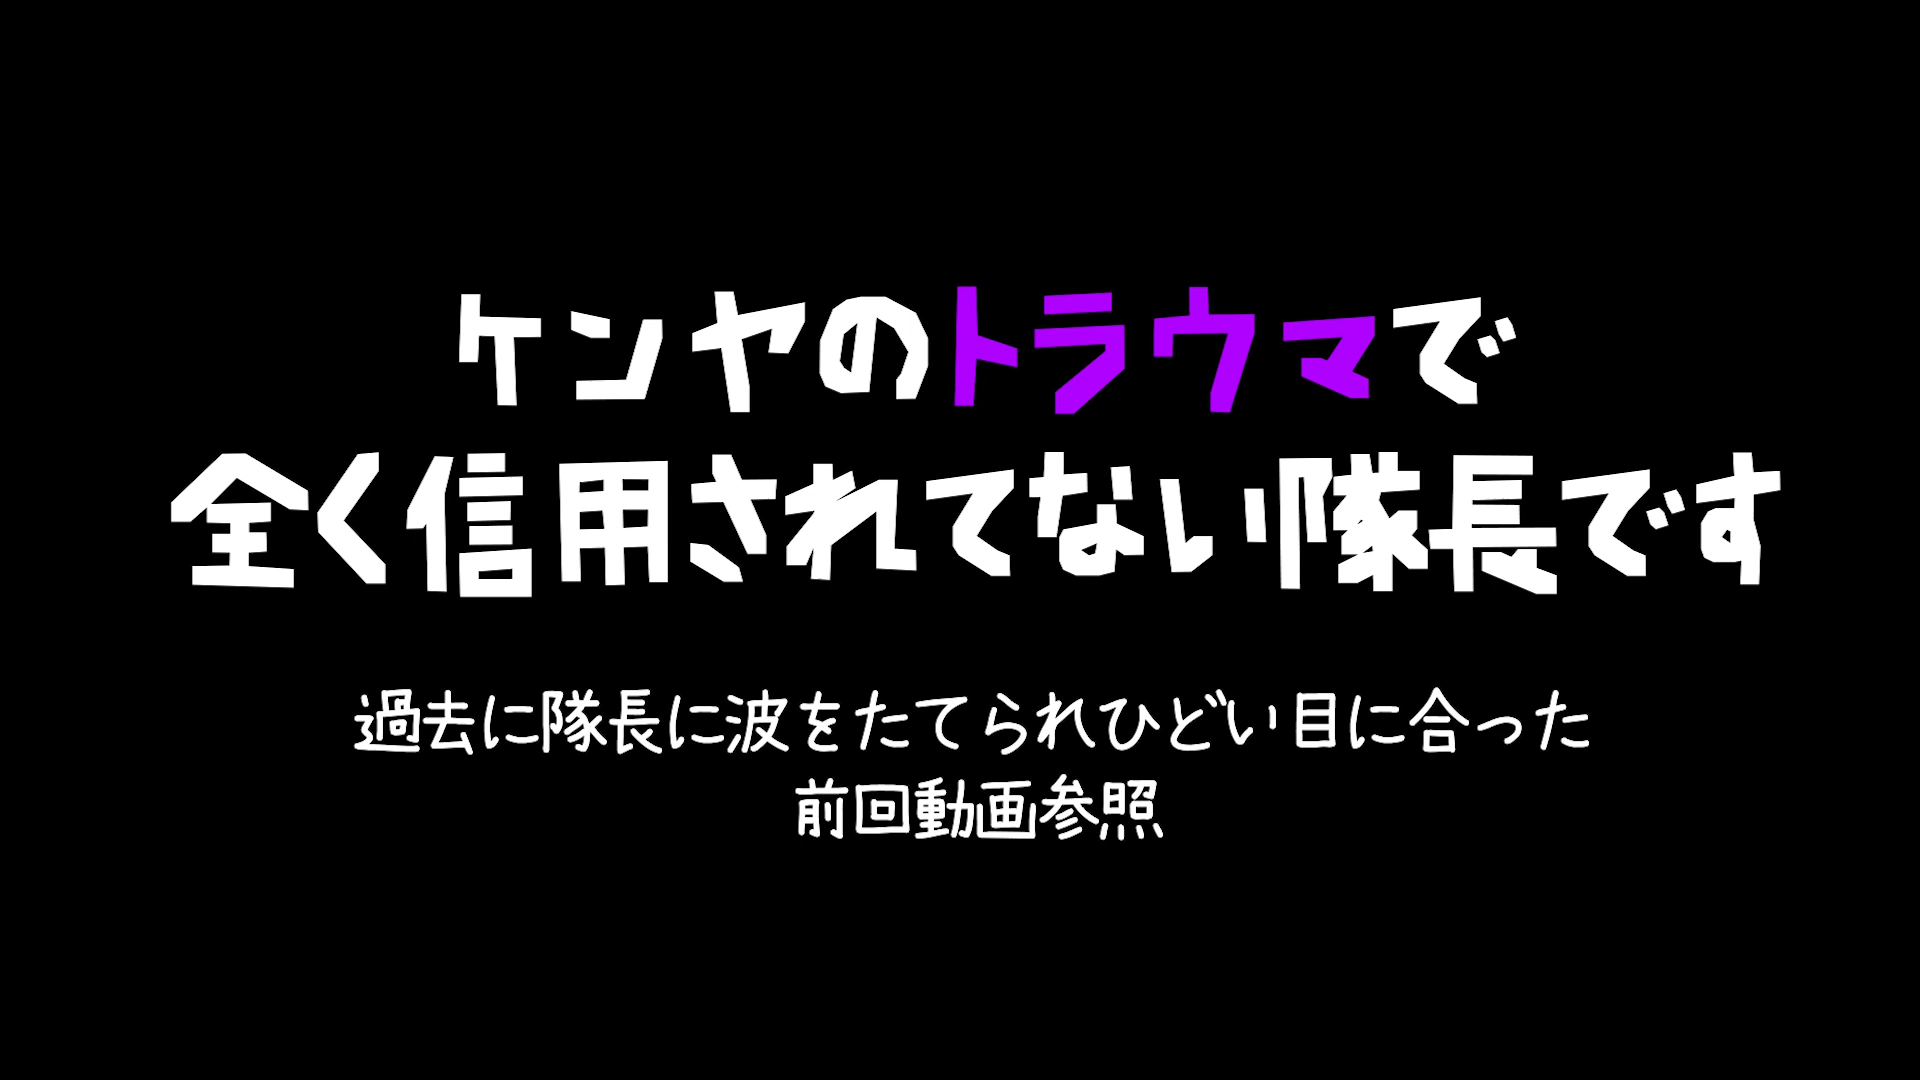 ケンヤのトラウマで
全く信用されてない隊長です
過去に隊長に波をたてられひどい目に合った
前回動画参照